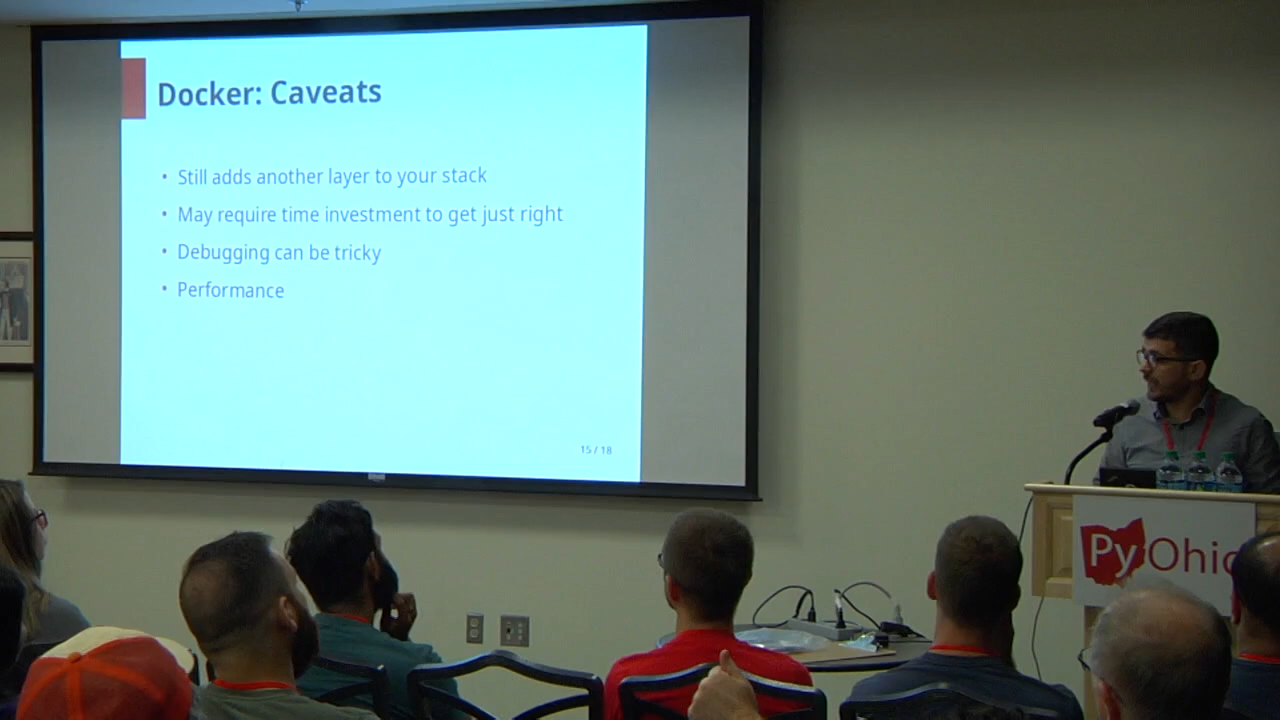 Docker: Caveats
• Still adds another layer to your stack
• May require time investment to get just right
• Debugging can be tricky
• Performance
15 / 18
PyOhio